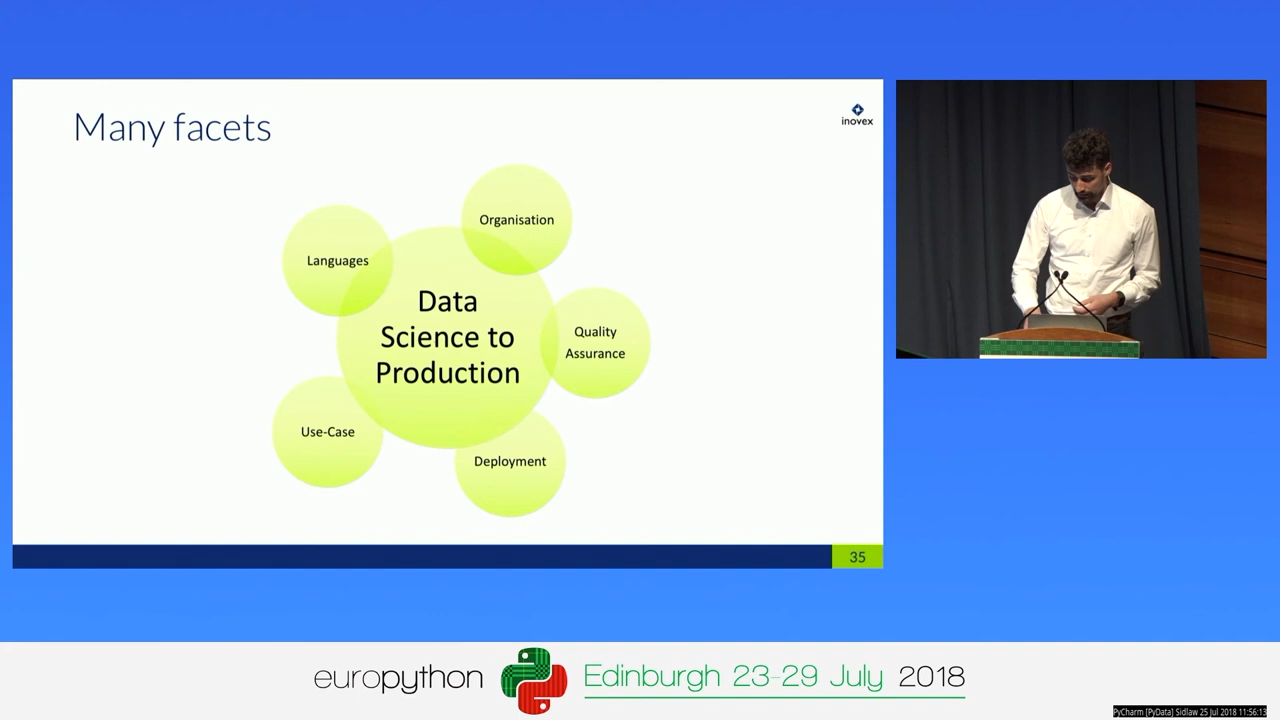 Many facets
inovex
Organisation
Languages
Data
Science to
Production
Quality
Assurance
Use-Case
Deployment
35
europython
Edinburgh 23-29 July 2018
PyCharm [PyData] Sidlaw 25 Jul 2018 11:56:13